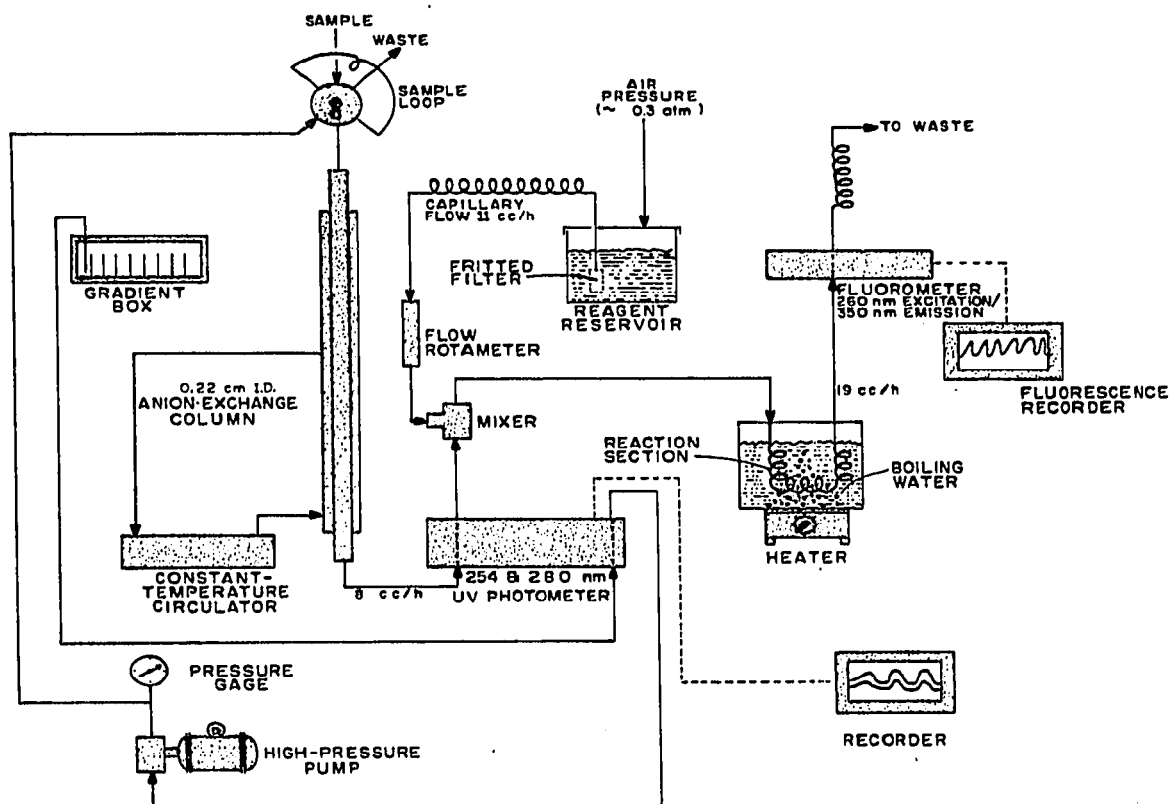 SAMPLE
WASTE
SAMPLE
LOOP
AIR
PRESSURE
(~ 0.3 atm)
TO WASTE
CAPILLARY
FLOW 11 cc/h
FRITTED
FILTER
REAGENT
RESERVOIR
GRADIENT
BOX
FLOW
ROTAMETER
FLUOROMETER
260 nm EXCITATION/
350 nm EMISSION
0.22 cm I.D.
ANION-EXCHANGE
COLUMN
MIXER
19 cc/h
FLUORESCENCE
RECORDER
REACTION
SECTION
BOILING
WATER
HEATER
CONSTANT-
TEMPERATURE
CIRCULATOR
8 cc/h
254 & 280 nm
UV PHOTOMETER
PRESSURE
GAGE
HIGH-PRESSURE
PUMP
RECORDER